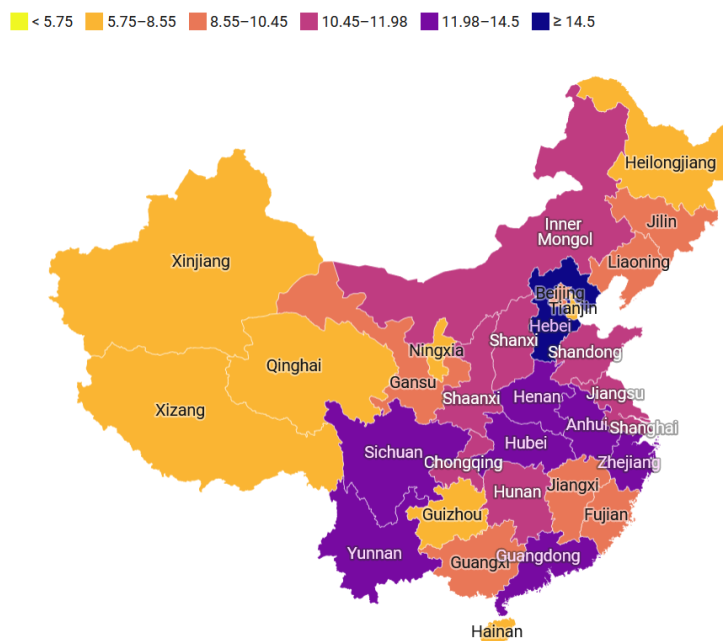 < 5.75 5.75–8.55 8.55–10.45 10.45–11.98 11.98–14.5 ≥ 14.5
Heilongjiang
Jilin
Inner
Mongol
Liaoning
Xinjiang
Beijing
Tianjin
Hebei
Shanxi
Ningxia
Shandong
Qinghai
Gansu
Shaanxi
Henan
Jiangsu
Xizang
Anhui
Shanghai
Hubei
Sichuan
Chongqing
Zhejiang
Hunan
Jiangxi
Guizhou
Fujian
Yunnan
Guangxi
Guangdong
Hainan